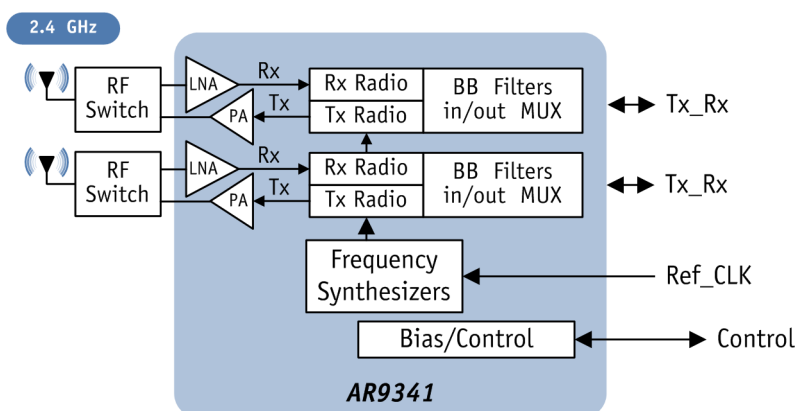 2.4 GHz
RF
Switch
LNA
Rx
PA
Tx
Rx Radio
Tx Radio
BB Filters
in/out MUX
Tx_Rx
RF
Switch
LNA
Rx
PA
Tx
Rx Radio
Tx Radio
BB Filters
in/out MUX
Tx_Rx
Frequency
Synthesizers
Ref_CLK
Bias/Control
Control
AR9341